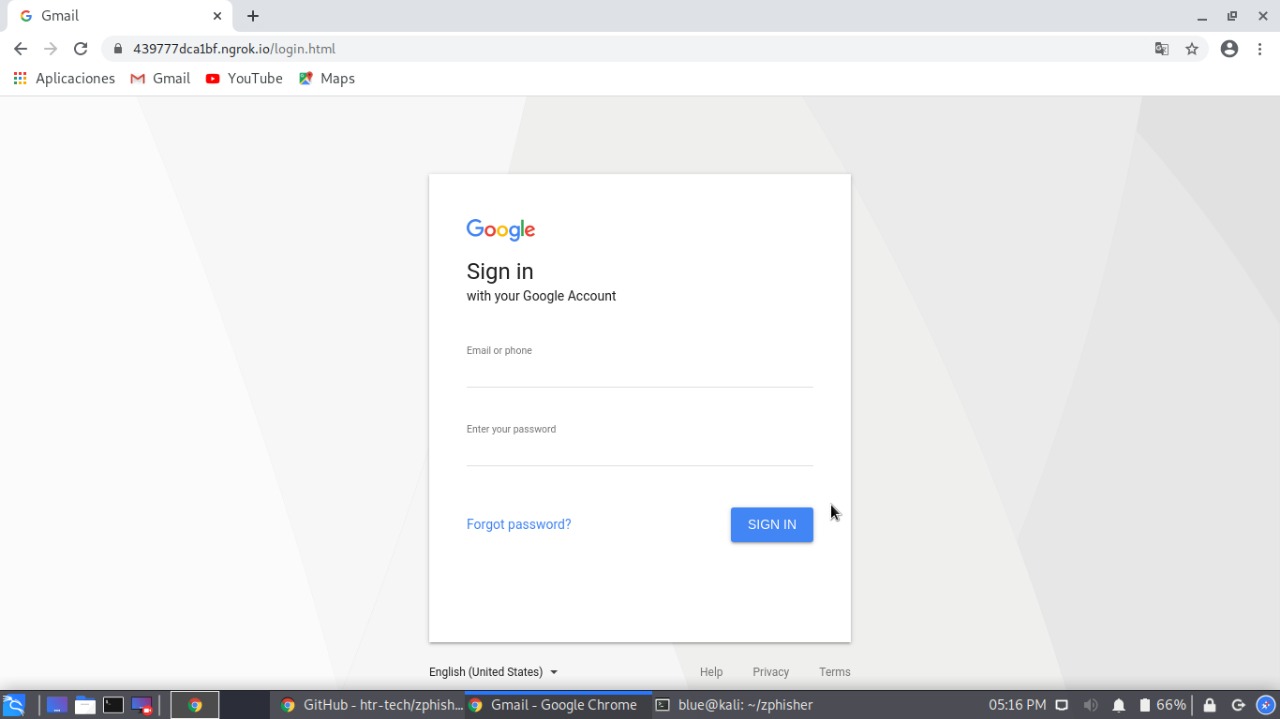 Gmail
439777dca1bf.ngrok.io/login.html
Aplicaciones Gmail YouTube Maps
Google
Sign in
with your Google Account
Email or phone
Enter your password
Forgot password? SIGN IN
English (United States) Help Privacy Terms
GitHub - htr-tech/zphish... Gmail - Google Chrome blue@kali: ~/zphisher 05:16 PM 66%